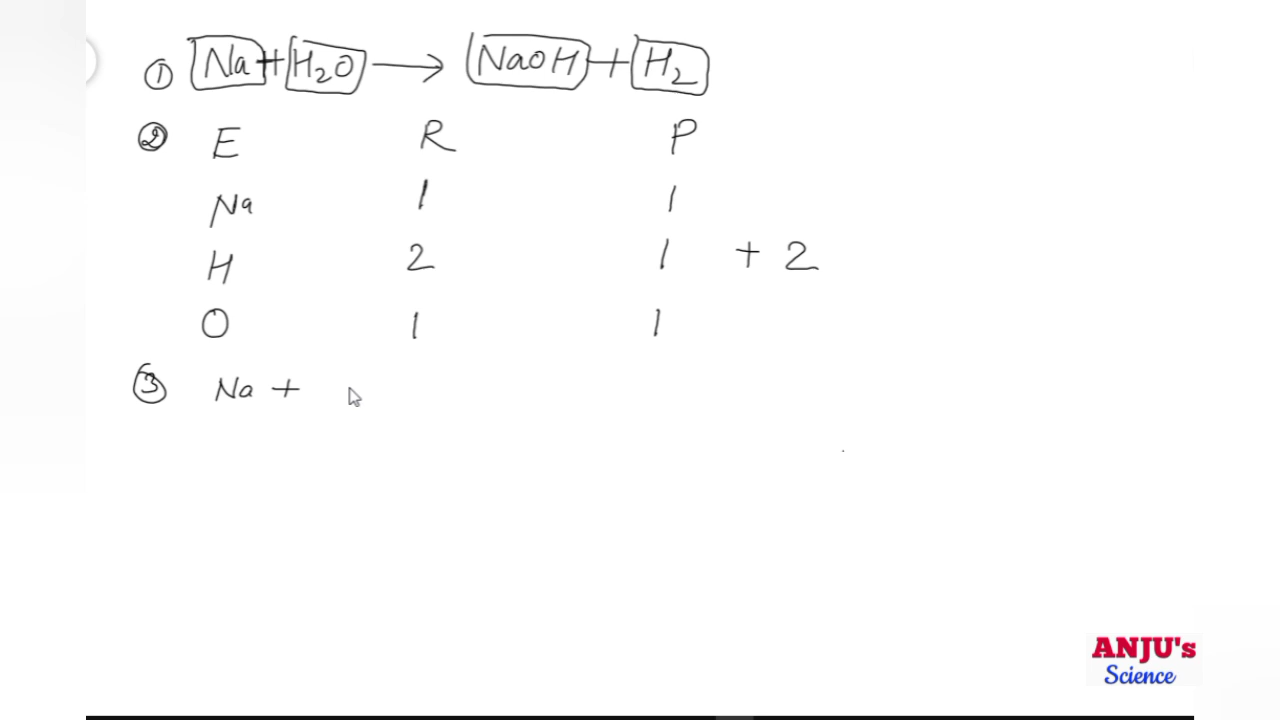 ① Na + H₂O ⟶ NaOH + H₂
② E R P
Na 1 1
H 2 1 + 2
O 1 1
③ Na +
ANJU's
Science